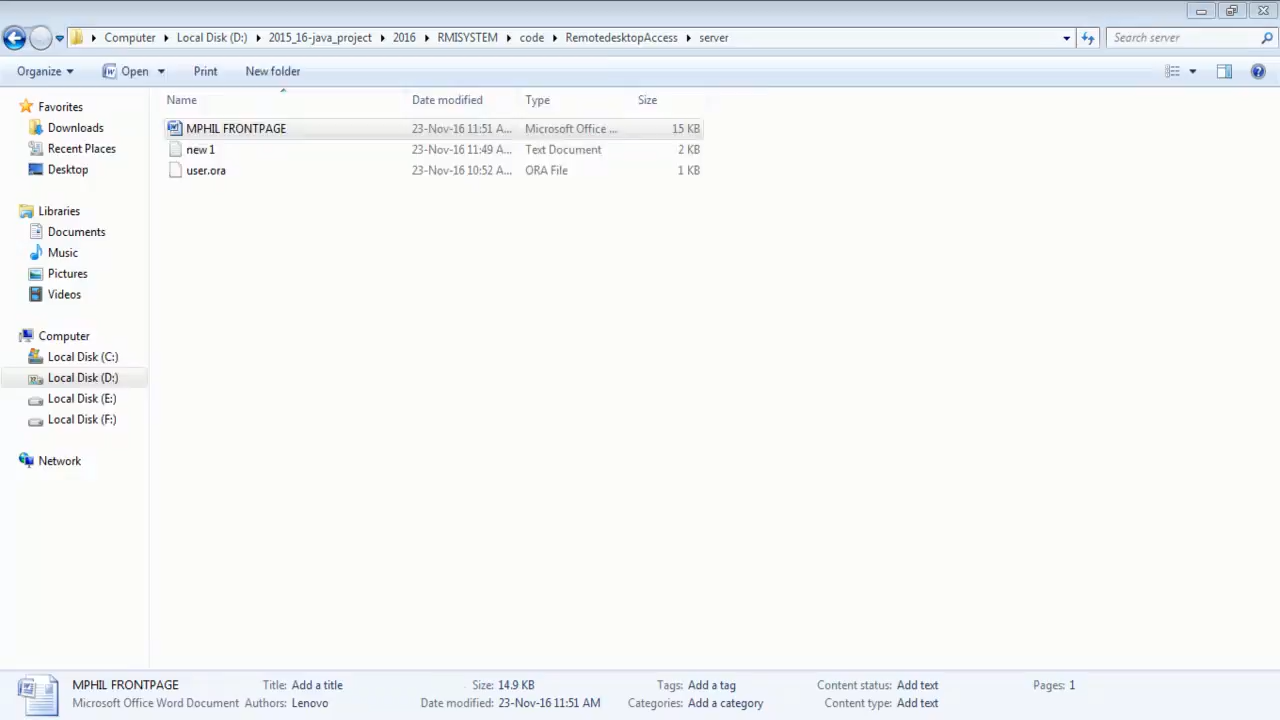 Computer Local Disk (D:) 2015_16-java_project 2016 RMISYSTEM code RemotedesktopAccess server Search server
Organize Open Print New folder
Favorites
Downloads
Recent Places
Desktop
Libraries
Documents
Music
Pictures
Videos
Computer
Local Disk (C:)
Local Disk (D:)
Local Disk (E:)
Local Disk (F:)
Network
Name Date modified Type Size
MPHIL FRONTPAGE 23-Nov-16 11:51 A... Microsoft Office ... 15 KB
new 1 23-Nov-16 11:49 A... Text Document 2 KB
user.ora 23-Nov-16 10:52 A... ORA File 1 KB
MPHIL FRONTPAGE Title: Add a title Size: 14.9 KB Tags: Add a tag Content status: Add text Pages: 1
Microsoft Office Word Document Authors: Lenovo Date modified: 23-Nov-16 11:51 AM Categories: Add a category Content type: Add text